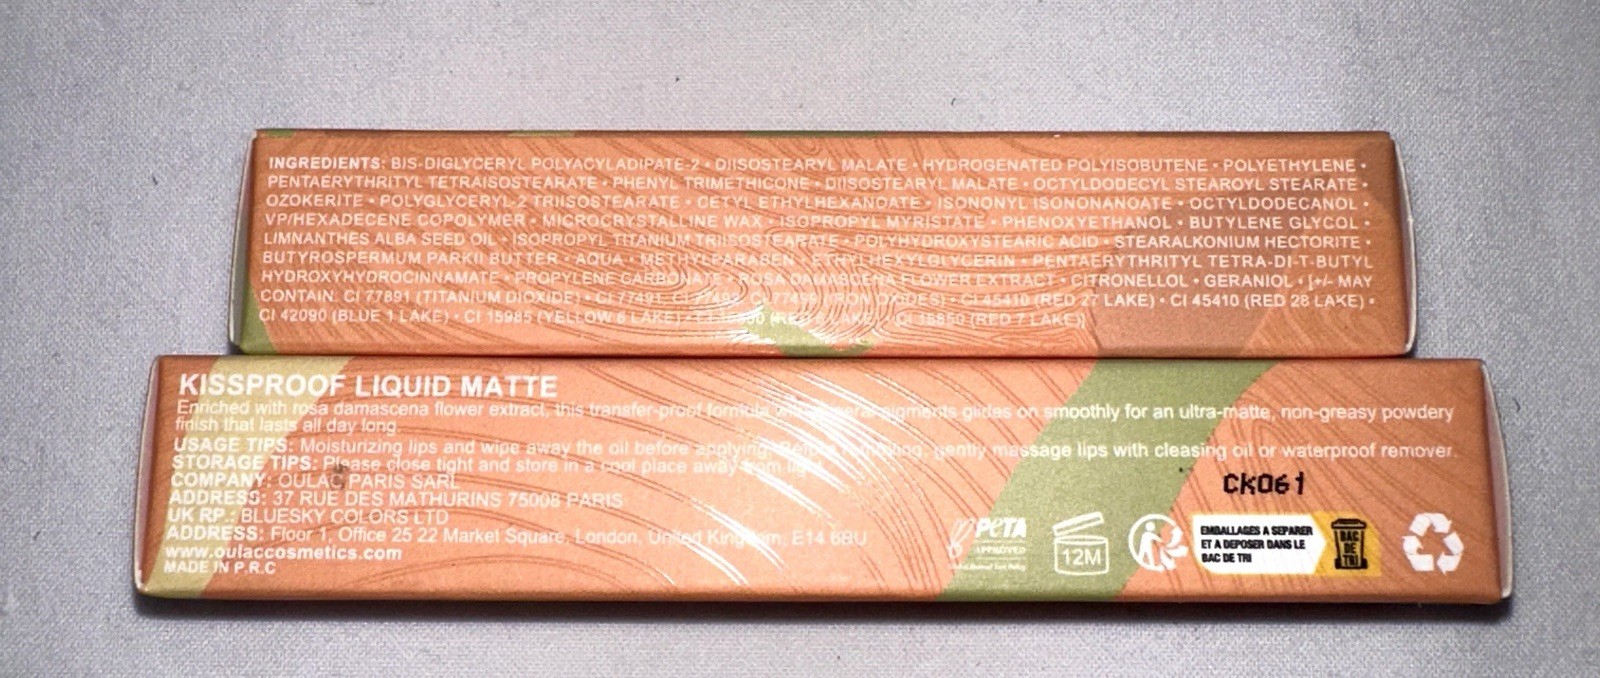 INGREDIENTS: BIS-DIGLYCERYL POLYACYLADIPATE-2 • DIISOSTEARYL MALATE • HYDROGENATED POLYISOBUTENE • POLYETHYLENE •
PENTAERYTHRITYL TETRAISOSTEARATE • PHENYL TRIMETHICONE • DIISOSTEARYL MALATE • OCTYLDODECYL STEAROYL STEARATE •
OZOKERITE • POLYGLYCERYL-2 TRIISOSTEARATE • CETYL ETHYLHEXANOATE • ISONONYL ISONONANOATE • OCTYLDODECANOL •
VP/HEXADECENE COPOLYMER • MICROCRYSTALLINE WAX • ISOPROPYL MYRISTATE • PHENOXYETHANOL • BUTYLENE GLYCOL •
LIMNANTHES ALBA SEED OIL • ISOPROPYL TITANIUM TRIISOSTEARATE • POLYHYDROXYSTEARIC ACID • STEARALKONIUM HECTORITE •
BUTYROSPERMUM PARKII BUTTER • AQUA • METHYLPARABEN • ETHYLHEXYLGLYCERIN • PENTAERYTHRITYL TETRA-DI-T-BUTYL
HYDROXYHYDROCINNAMATE • PROPYLENE CARBONATE • ROSA DAMASCENA FLOWER EXTRACT • CITRONELLOL • GERANIOL • [+/- MAY
CONTAIN: CI 77891 (TITANIUM DIOXIDE) • CI 77491, CI 77492, CI 77499 (IRON OXIDES) • CI 45410 (RED 27 LAKE) • CI 45410 (RED 28 LAKE) •
CI 42090 (BLUE 1 LAKE) • CI 15985 (YELLOW 6 LAKE) • (RED LAKE) CI 15850 (RED 7 LAKE)]
KISSPROOF LIQUID MATTE
Enriched with rosa damascena flower extract, this transfer-proof formula pigments glides on smoothly for an ultra-matte, non-greasy powdery
finish that lasts all day long.
USAGE TIPS: Moisturizing lips and wipe away the oil before applying. Before gently massage lips with cleasing oil or waterproof remover.
STORAGE TIPS: Please close tight and store in a cool place away from
COMPANY: OULAC PARIS SARL
ADDRESS: 37 RUE DES MATHURINS 75008 PARIS
UK RP.: BLUESKY COLORS LTD
ADDRESS: Floor 1, Office 25 22 Market Square, London, United Kingdom, E14 6BU
www.oulaccosmetics.com
MADE IN P.R.C
CK061
PETA
APPROVED
12M
EMBALLAGES A SEPARER
ET A DEPOSER DANS LE
BAC DE TRI
BAC
DE
TRI